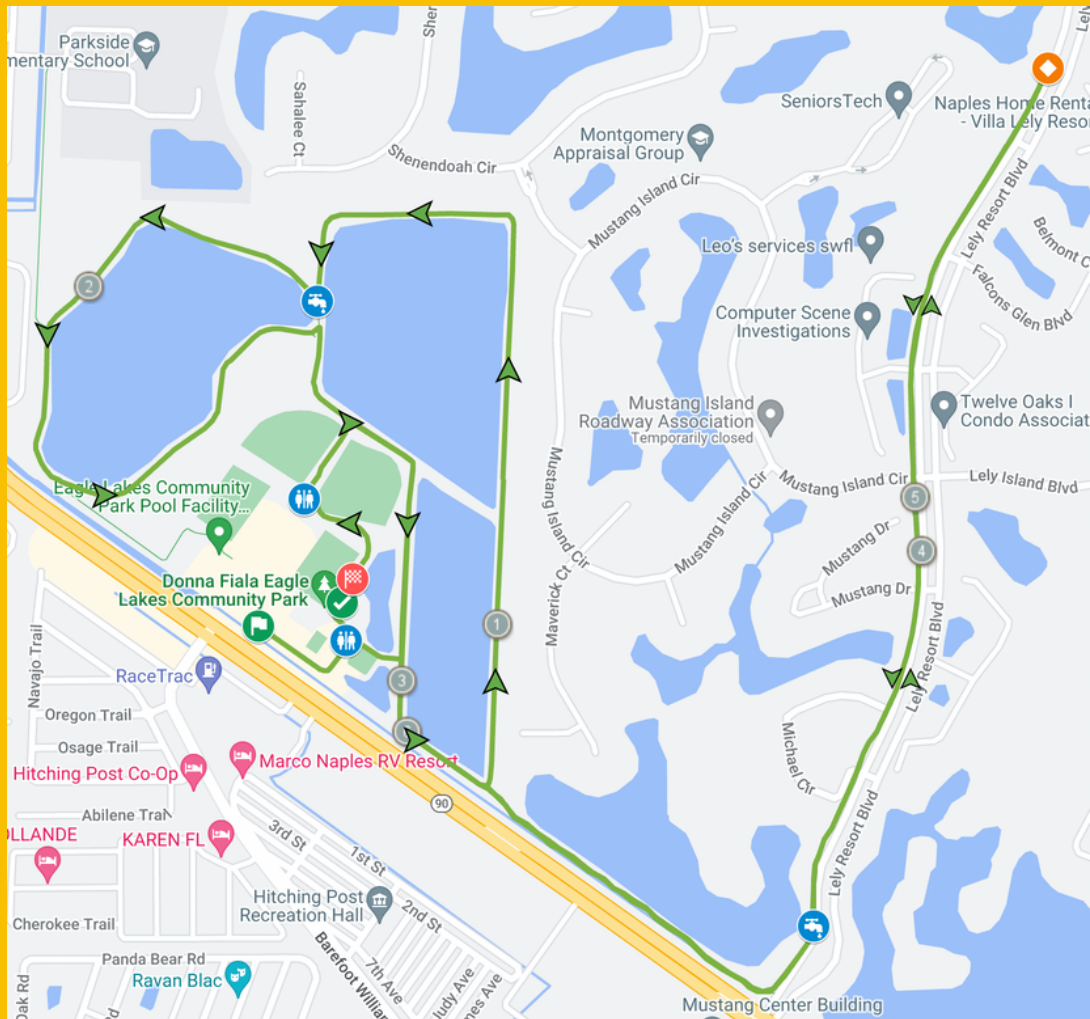 Parkside
mentary School
Sahalee Ct
Shenendoah Cir
SeniorsTech
Montgomery
Appraisal Group
Naples Home Renta
- Villa Lely Resor
Mustang Island Cir
Lely Resort Blvd
Belmont C
Leo's services swfl
Falcons Glen Blvd
2
Computer Scene
Investigations
Mustang Island
Roadway Association
Temporarily closed
Twelve Oaks I
Condo Associat
Mustang Island Cir
Mustang Island Cir
Lely Island Blvd
Eagle Lakes Community
Park Pool Facility...
5
Mustang Island Cir
Mustang Dr
4
Mustang Dr
Donna Fiala Eagle
Lakes Community Park
Maverick Ct
1
Navajo Trail
RaceTrac
3
Lely Resort Blvd
Oregon Trail
Osage Trail
Michael Cir
Marco Naples RV Resort
Hitching Post Co-Op
90
Abilene Trail
OLLANDE
KAREN FL
3rd St
1st St
Lely Resort Blvd
Hitching Post
Recreation Hall
2nd St
Cherokee Trail
Panda Bear Rd
Barefoot Willia
7th Ave
Judy Ave
Oak Rd
Ravan Blac
Mustang Center Building